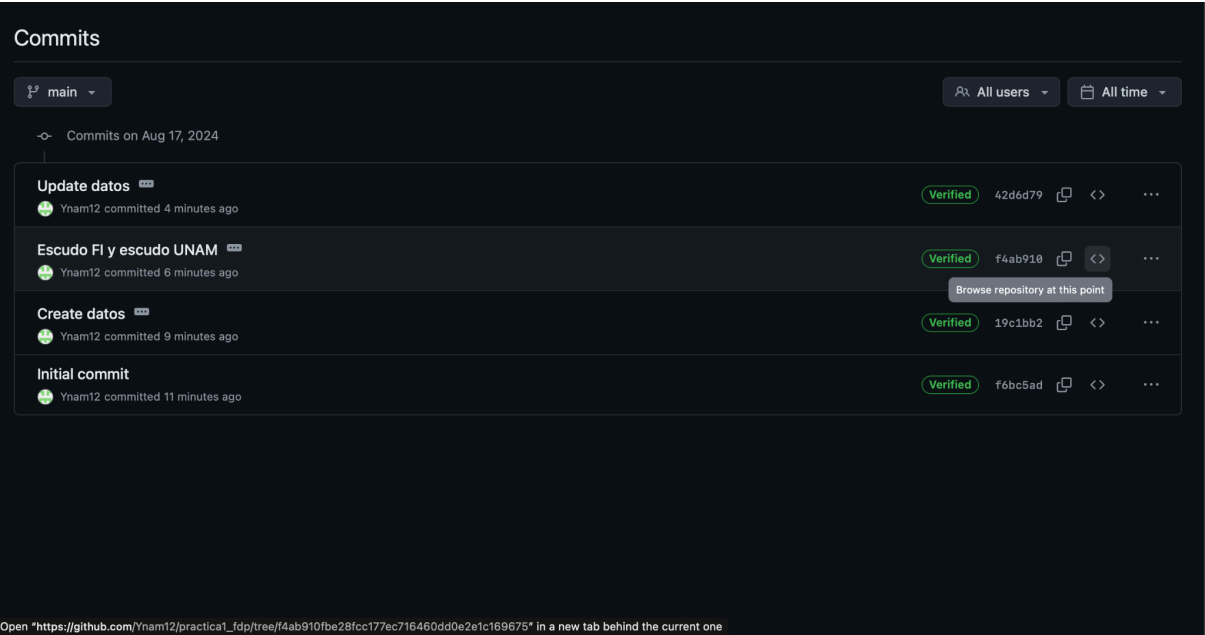 Commits
main
All users
All time
Commits on Aug 17, 2024
Update datos
Ynam12 committed 4 minutes ago
Verified
42d6d79
Escudo FI y escudo UNAM
Ynam12 committed 6 minutes ago
Verified
f4ab910
Browse repository at this point
Create datos
Ynam12 committed 9 minutes ago
Verified
19c1bb2
Initial commit
Ynam12 committed 11 minutes ago
Verified
f6bc5ad
Open "https://github.com/Ynam12/practica1_fdp/tree/f4ab910fbe28fcc177ec716460dd0e2e1c169675" in a new tab behind the current one